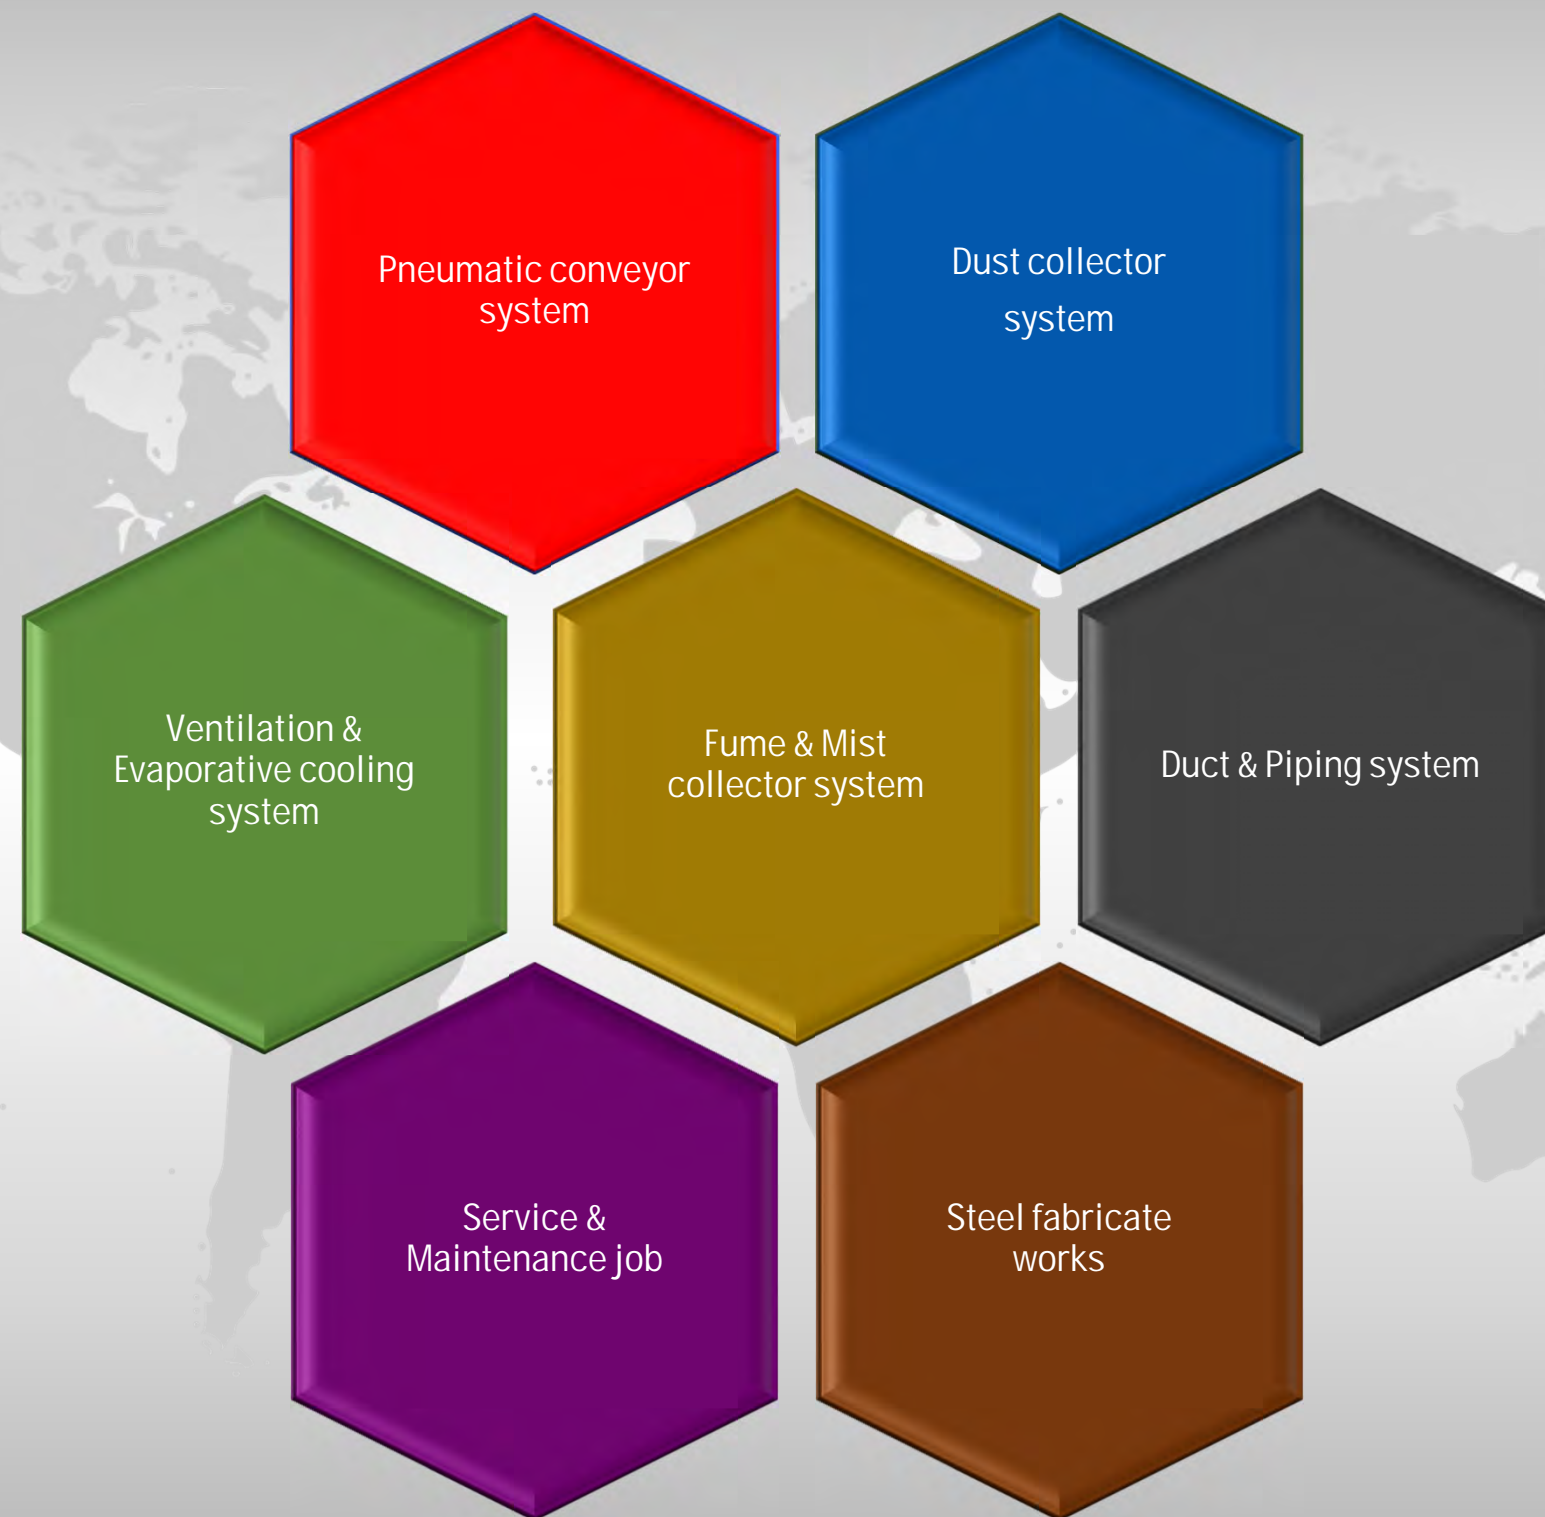 Pneumatic conveyor
system
Dust collector
system
Ventilation &
Evaporative cooling
system
Fume & Mist
collector system
Duct & Piping system
Service &
Maintenance job
Steel fabricate
works